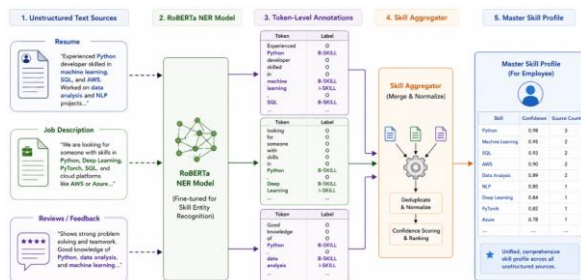 1. Unstructured Text Sources
Resume
"Experienced Python
developer skilled in
machine learning,
SQL, and AWS.
Worked on data
analysis and NLP
projects..."
Job Description
"We are looking for
someone with skills in
Python, Deep Learning,
PyTorch, SQL, and
cloud platforms
like AWS or Azure..."
Reviews / Feedback
"Shows strong problem
solving and teamwork.
Good knowledge of
Python, data analysis,
and machine learning..."
2. RoBERTa NER Model
RoBERTa
NER Model
(Fine-tuned for
Skill Entity
Recognition)
3. Token-Level Annotations
Token Label
Experienced O
Python B-SKILL
developer O
skilled O
in O
machine B-SKILL
learning I-SKILL
... O
SQL B-SKILL
... ...
Token Label
looking O
for O
someone O
with O
skills O
in O
Python B-SKILL
... O
Deep B-SKILL
Learning I-SKILL
... ...
Token Label
Good O
knowledge O
of O
Python B-SKILL
... O
data B-SKILL
analysis I-SKILL
... ...
4. Skill Aggregator
Skill Aggregator
(Merge & Normalize)
Deduplicate
& Normalize
Confidence Scoring
& Ranking
5. Master Skill Profile
Master Skill Profile
(For Employee)
Skill Confidence Source Count
Python 0.98 3
Machine Learning 0.95 2
SQL 0.93 2
AWS 0.90 2
Data Analysis 0.89 2
NLP 0.85 1
Deep Learning 0.84 1
PyTorch 0.82 1
Azure 0.78 1
... ... ...
Unified, comprehensive
skill profile across all
unstructured sources.